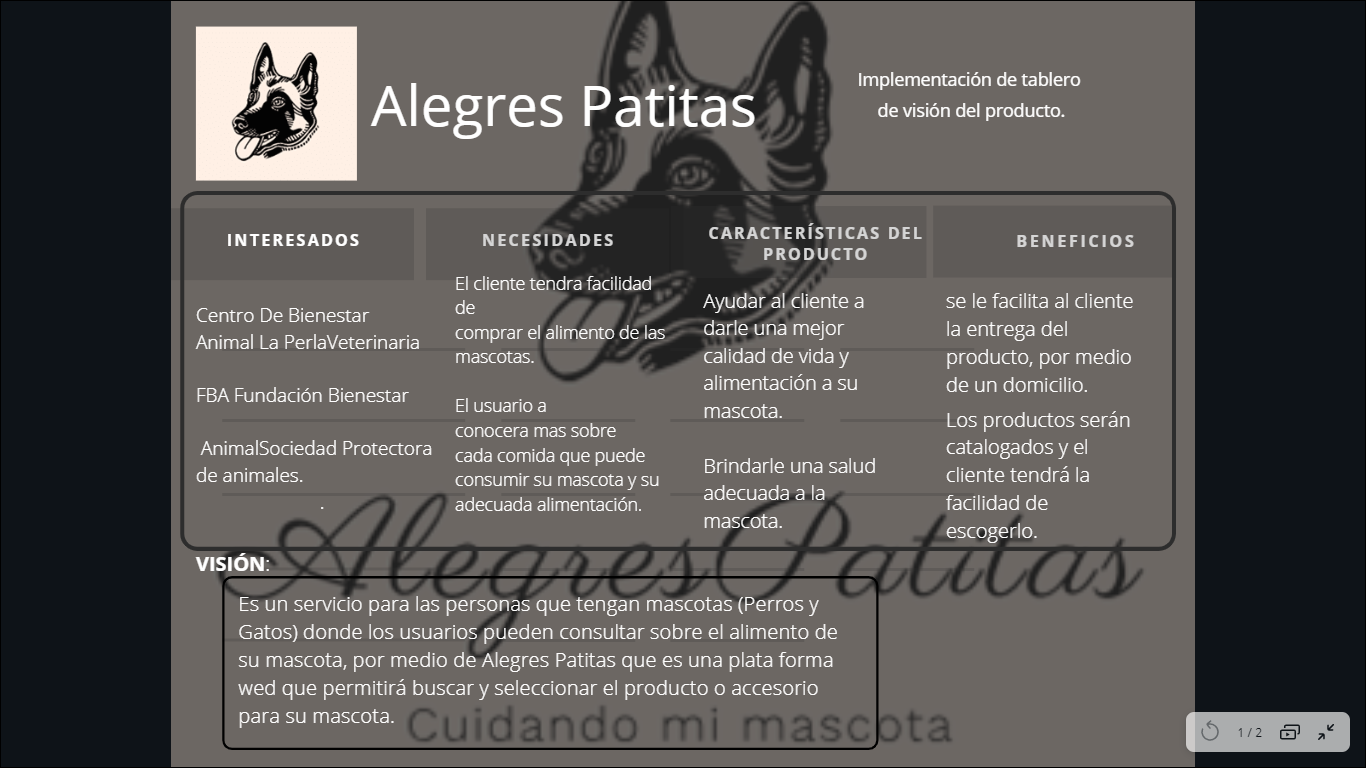 Alegres Patitas
Implementación de tablero
de visión del producto.
INTERESADOS
Centro De Bienestar
Animal La PerlaVeterinaria
FBA Fundación Bienestar
AnimalSociedad Protectora
de animales.
.
NECESIDADES
El cliente tendra facilidad
de
comprar el alimento de las
mascotas.
El usuario a
conocera mas sobre
cada comida que puede
consumir su mascota y su
adecuada alimentación.
CARACTERÍSTICAS DEL
PRODUCTO
Ayudar al cliente a
darle una mejor
calidad de vida y
alimentación a su
mascota.
Brindarle una salud
adecuada a la
mascota.
BENEFICIOS
se le facilita al cliente
la entrega del
producto, por medio
de un domicilio.
Los productos serán
catalogados y el
cliente tendrá la
facilidad de
escogerlo.
AlegresPatitas
VISIÓN:
Es un servicio para las personas que tengan mascotas (Perros y
Gatos) donde los usuarios pueden consultar sobre el alimento de
su mascota, por medio de Alegres Patitas que es una plata forma
wed que permitirá buscar y seleccionar el producto o accesorio
para su mascota.
Cuidando mi mascota
1 / 2